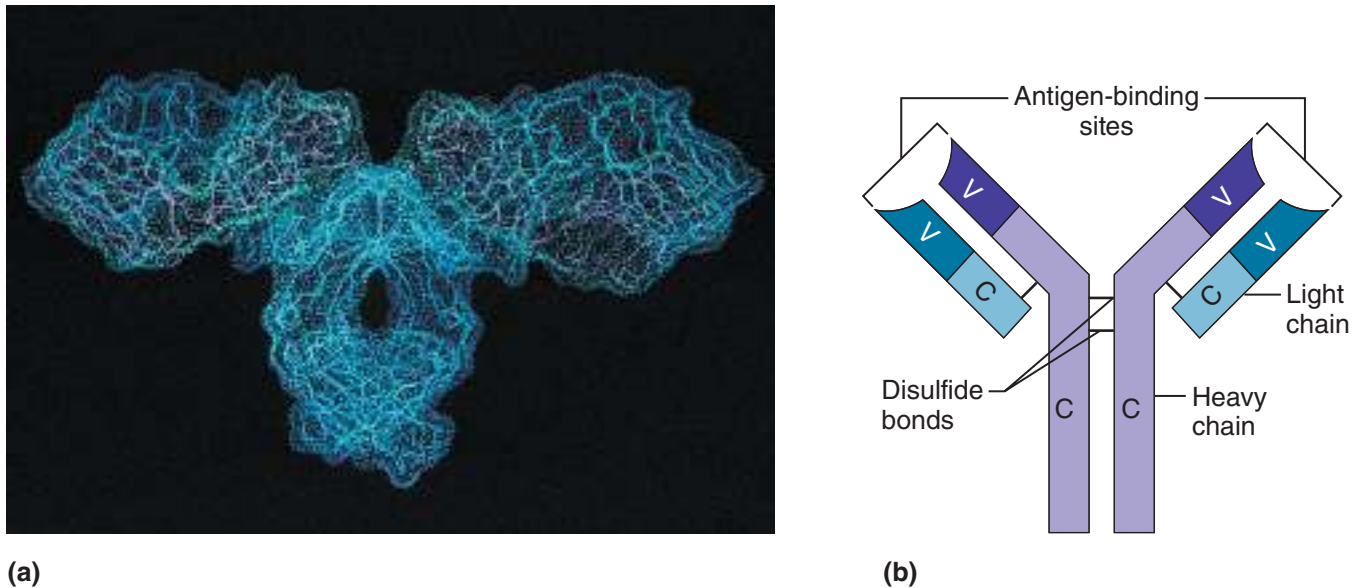 Antigen-binding
sites
V
V
V
V
C
C
Light
chain
Disulfide
bonds
C
C
Heavy
chain
(a)
(b)